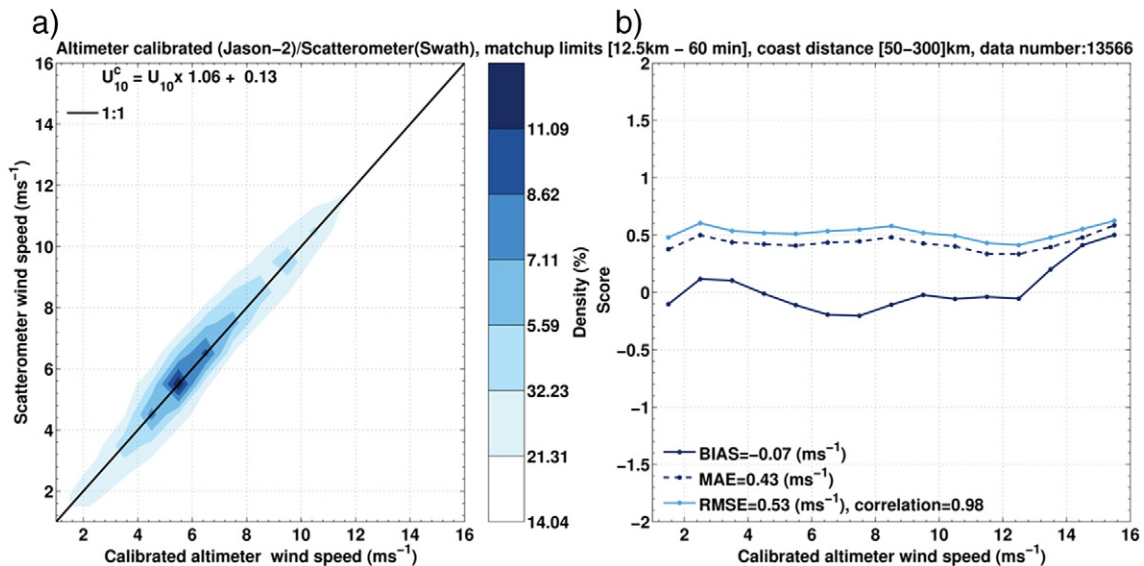 a) b)
Altimeter calibrated (Jason−2)/Scatterometer(Swath), matchup limits [12.5km − 60 min], coast distance [50−300]km, data number:13566
16
14
12
10
8
6
4
2
Scatterometer wind speed (ms⁻¹)
U₁₀ᶜ = U₁₀ x 1.06 + 0.13
1:1
2 4 6 8 10 12 14 16
Calibrated altimeter wind speed (ms⁻¹)
11.09
8.62
7.11
5.59
32.23
21.31
14.04
Density (%)
2
1.5
1
0.5
0
−0.5
−1
−1.5
−2
Score
BIAS=−0.07 (ms⁻¹)
MAE=0.43 (ms⁻¹)
RMSE=0.53 (ms⁻¹), correlation=0.98
2 4 6 8 10 12 14 16
Calibrated altimeter wind speed (ms⁻¹)